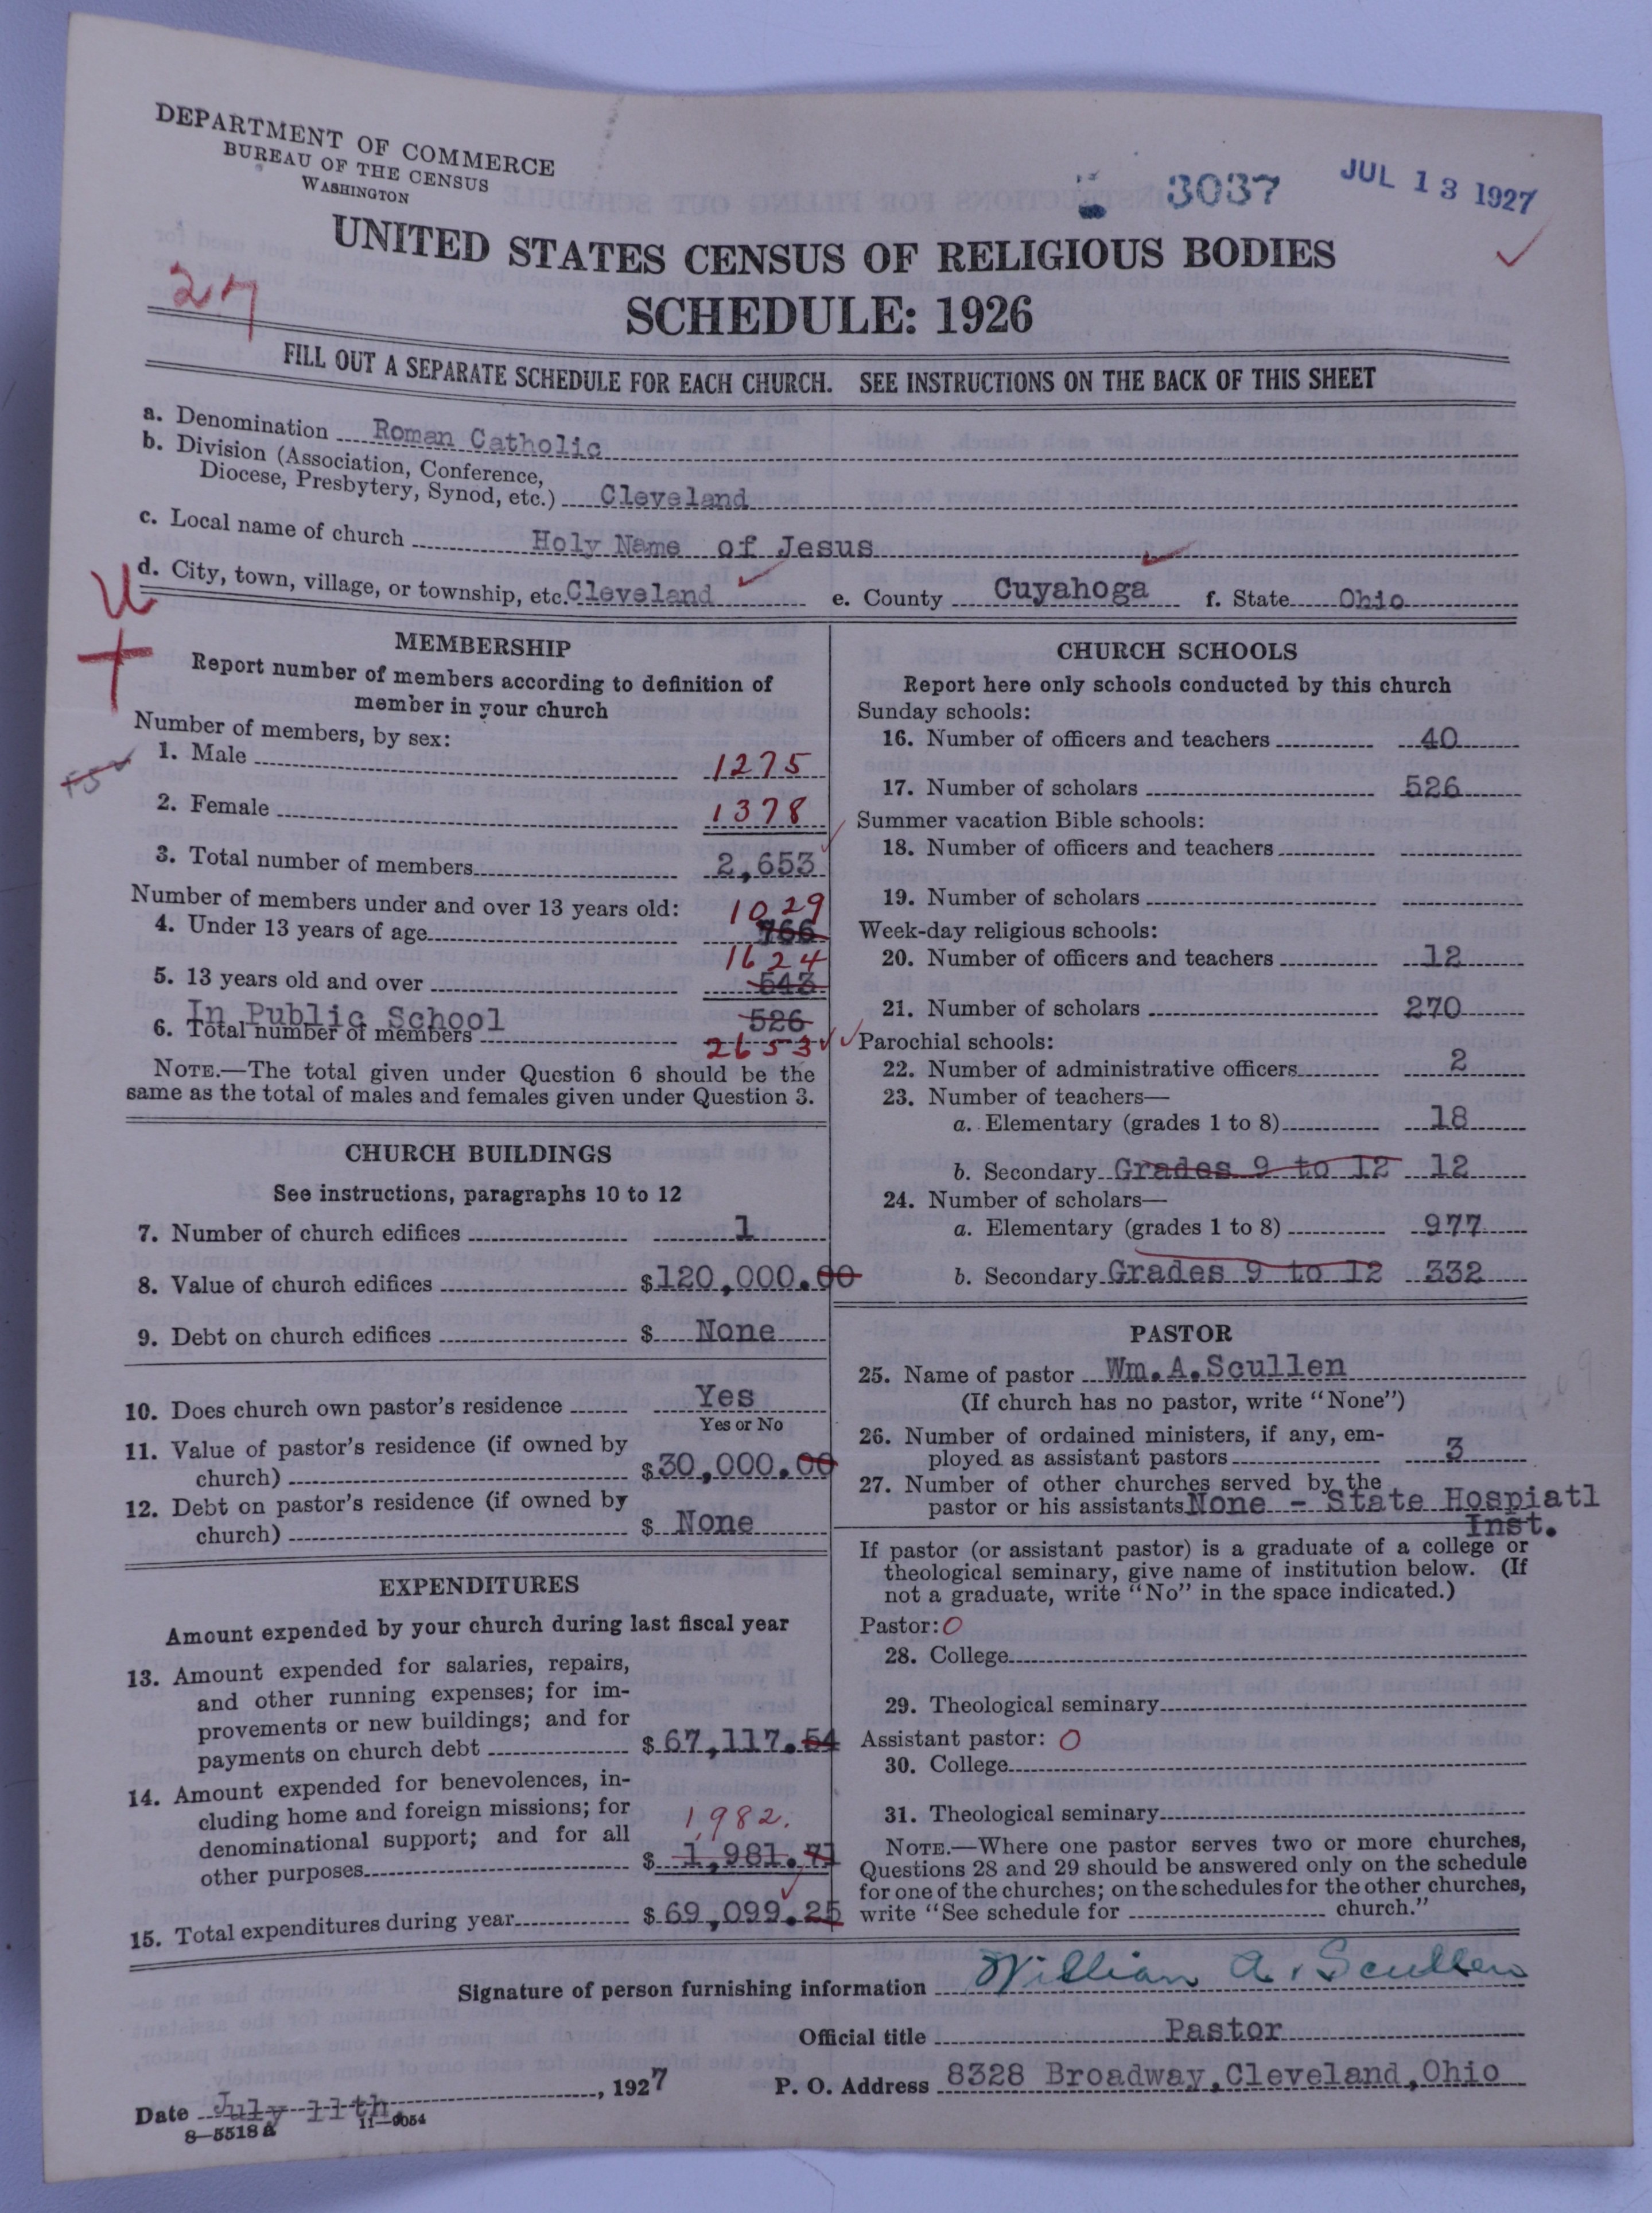 DEPARTMENT OF COMMERCE
BUREAU OF THE CENSUS
WASHINGTON
3037
JUL 13 1927
UNITED STATES CENSUS OF RELIGIOUS BODIES
SCHEDULE: 1926
FILL OUT A SEPARATE SCHEDULE FOR EACH CHURCH. SEE INSTRUCTIONS ON THE BACK OF THIS SHEET
a. Denomination Roman Catholic
b. Division (Association, Conference,
Diocese, Presbytery, Synod, etc.) Cleveland
c. Local name of church Holy Name of Jesus
d. City, town, village, or township, etc. Cleveland e. County Cuyahoga f. State Ohio
MEMBERSHIP
Report number of members according to definition of
member in your church
Number of members, by sex:
1. Male 1275
2. Female 1378
3. Total number of members 2,653
Number of members under and over 13 years old:
1029
4. Under 13 years of age 766
1624
5. 13 years old and over 543
In Public School 526
6. Total number of members 2653
NOTE.—The total given under Question 6 should be the
same as the total of males and females given under Question 3.
CHURCH BUILDINGS
See instructions, paragraphs 10 to 12
7. Number of church edifices 1
8. Value of church edifices $120,000.00
9. Debt on church edifices $ None
10. Does church own pastor's residence Yes
Yes or No
11. Value of pastor's residence (if owned by
church) $30,000.00
12. Debt on pastor's residence (if owned by
church) $ None
EXPENDITURES
Amount expended by your church during last fiscal year
13. Amount expended for salaries, repairs,
and other running expenses; for im-
provements or new buildings; and for
payments on church debt $67,117.54
14. Amount expended for benevolences, in-
cluding home and foreign missions; for
denominational support; and for all 1982.
other purposes $ 1,981.71
15. Total expenditures during year $69,099.25
CHURCH SCHOOLS
Report here only schools conducted by this church
Sunday schools:
16. Number of officers and teachers 40
17. Number of scholars 526
Summer vacation Bible schools:
18. Number of officers and teachers
19. Number of scholars
Week-day religious schools:
20. Number of officers and teachers 12
21. Number of scholars 270
Parochial schools:
22. Number of administrative officers 2
23. Number of teachers—
a. Elementary (grades 1 to 8) 18
b. Secondary Grades 9 to 12 12
24. Number of scholars—
a. Elementary (grades 1 to 8) 977
b. Secondary Grades 9 to 12 332
PASTOR
25. Name of pastor Wm.A.Scullen
(If church has no pastor, write "None")
26. Number of ordained ministers, if any, em-
ployed as assistant pastors 3
27. Number of other churches served by the
pastor or his assistants None - State Hospiatl
Inst.
If pastor (or assistant pastor) is a graduate of a college or
theological seminary, give name of institution below. (If
not a graduate, write "No" in the space indicated.)
Pastor: 0
28. College
29. Theological seminary
Assistant pastor: 0
30. College
31. Theological seminary
NOTE.—Where one pastor serves two or more churches,
Questions 28 and 29 should be answered only on the schedule
for one of the churches; on the schedules for the other churches,
write "See schedule for church."
Signature of person furnishing information William A. Scullen
Official title Pastor
Date July 11th, 1927 P. O. Address 8328 Broadway,Cleveland,Ohio
8—5518 a 11—9054